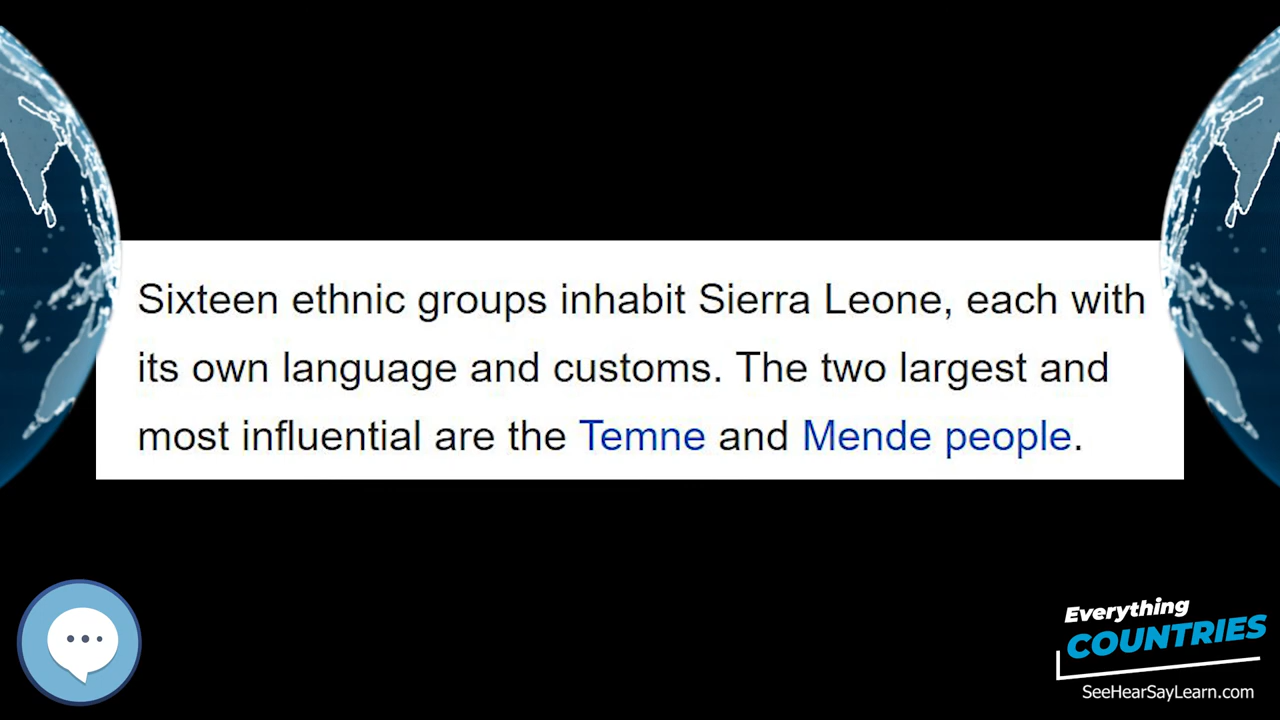 Sixteen ethnic groups inhabit Sierra Leone, each with
its own language and customs. The two largest and
most influential are the Temne and Mende people.
Everything
COUNTRIES
SeeHearSayLearn.com